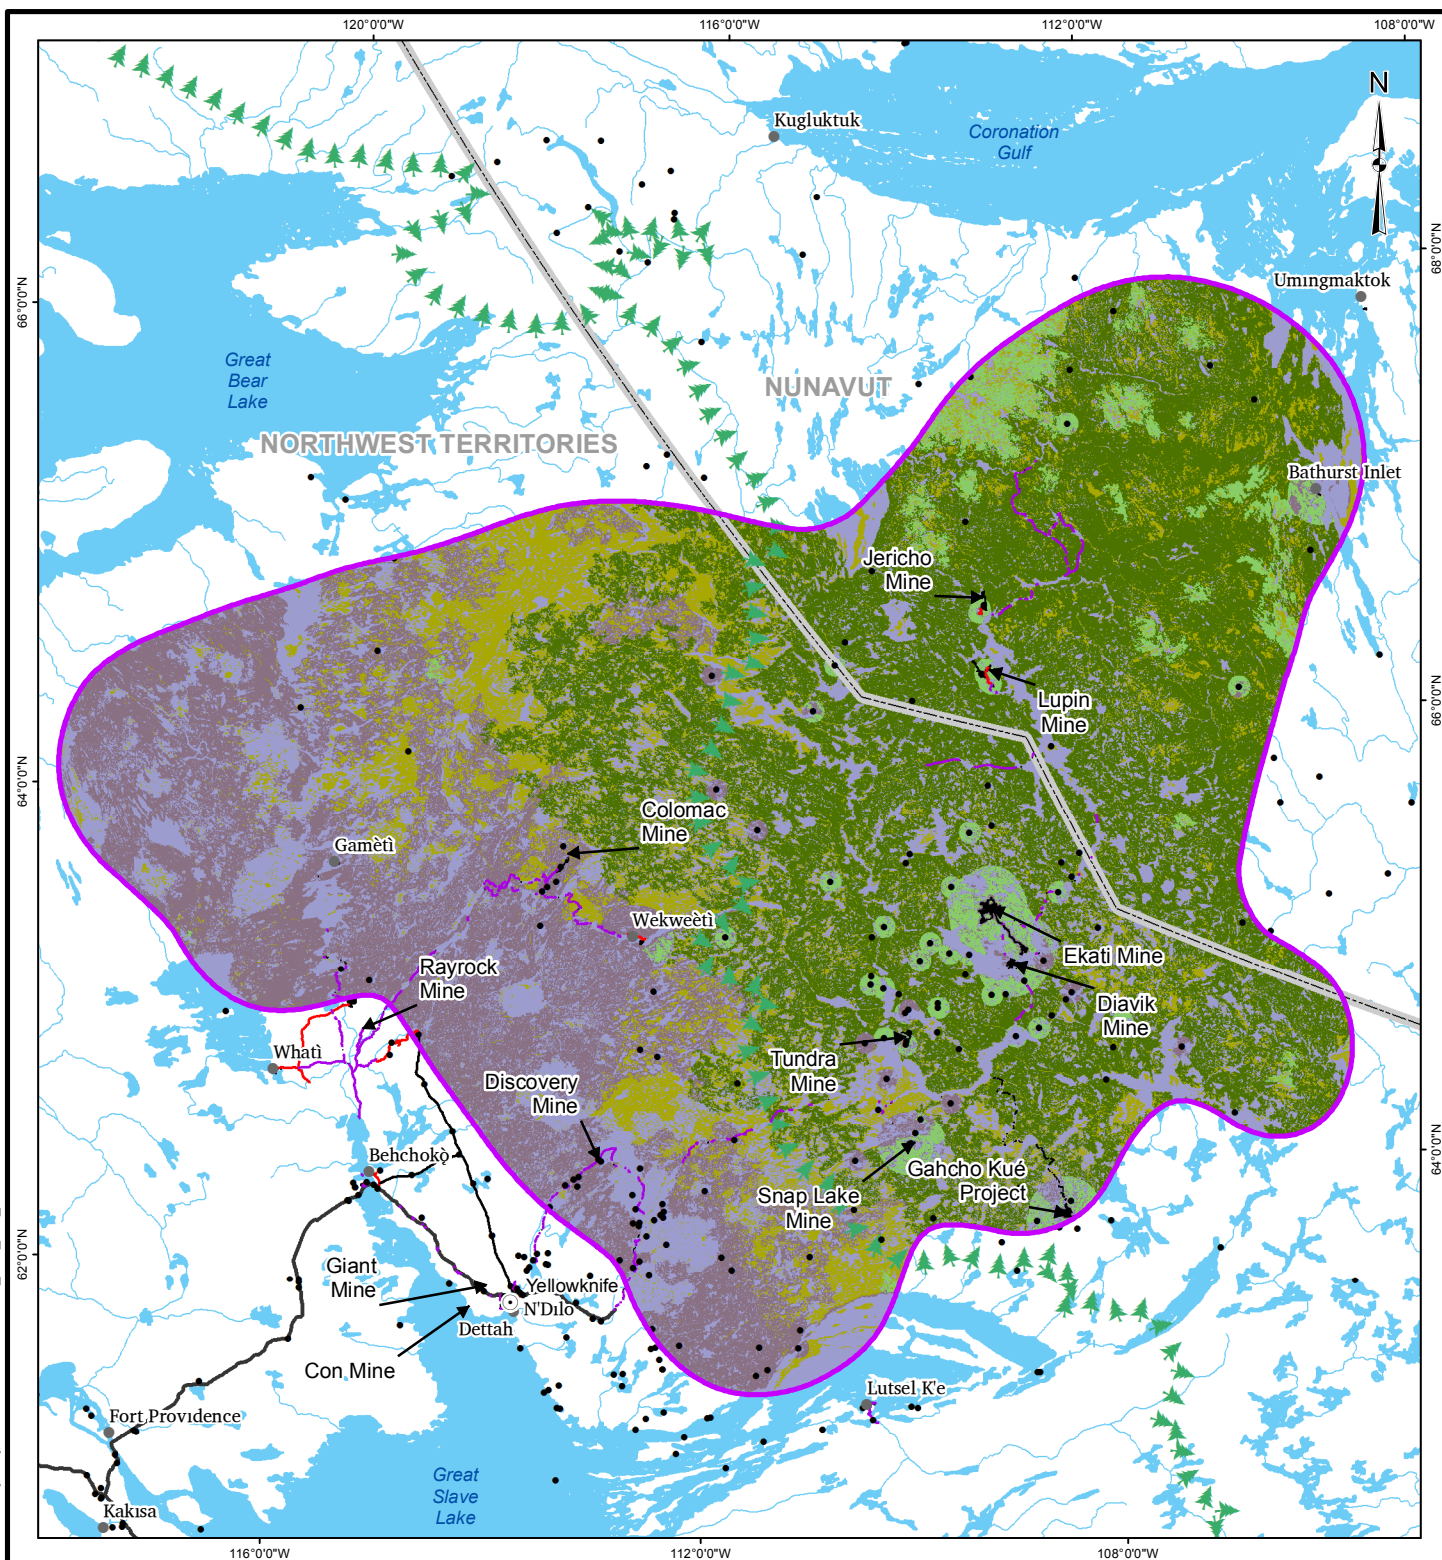 120°0'0"W
116°0'0"W
112°0'0"W
108°0'0"W
N
Kugluktuk
Coronation
Gulf
68°0'0"N
66°0'0"N
Umingmaktok
Great
Bear
Lake
NUNAVUT
NORTHWEST TERRITORIES
Bathurst Inlet
Jericho
Mine
Lupin
Mine
66°0'0"N
64°0'0"N
Colomac
Mine
Gamètì
Wekweètì
Rayrock
Mine
Ekati Mine
Diavik
Mine
Whatì
Tundra
Mine
Discovery
Mine
Behchokǫ̀
64°0'0"N
Gahcho Kué
Project
Snap Lake
Mine
62°0'0"N
Giant
Mine
Yellowknife
N'Dılo
Dettah
Con Mine
Lutsel K'e
Fort Provıdence
Great
Slave
Lake
Kakısa
116°0'0"W
112°0'0"W
108°0'0"W